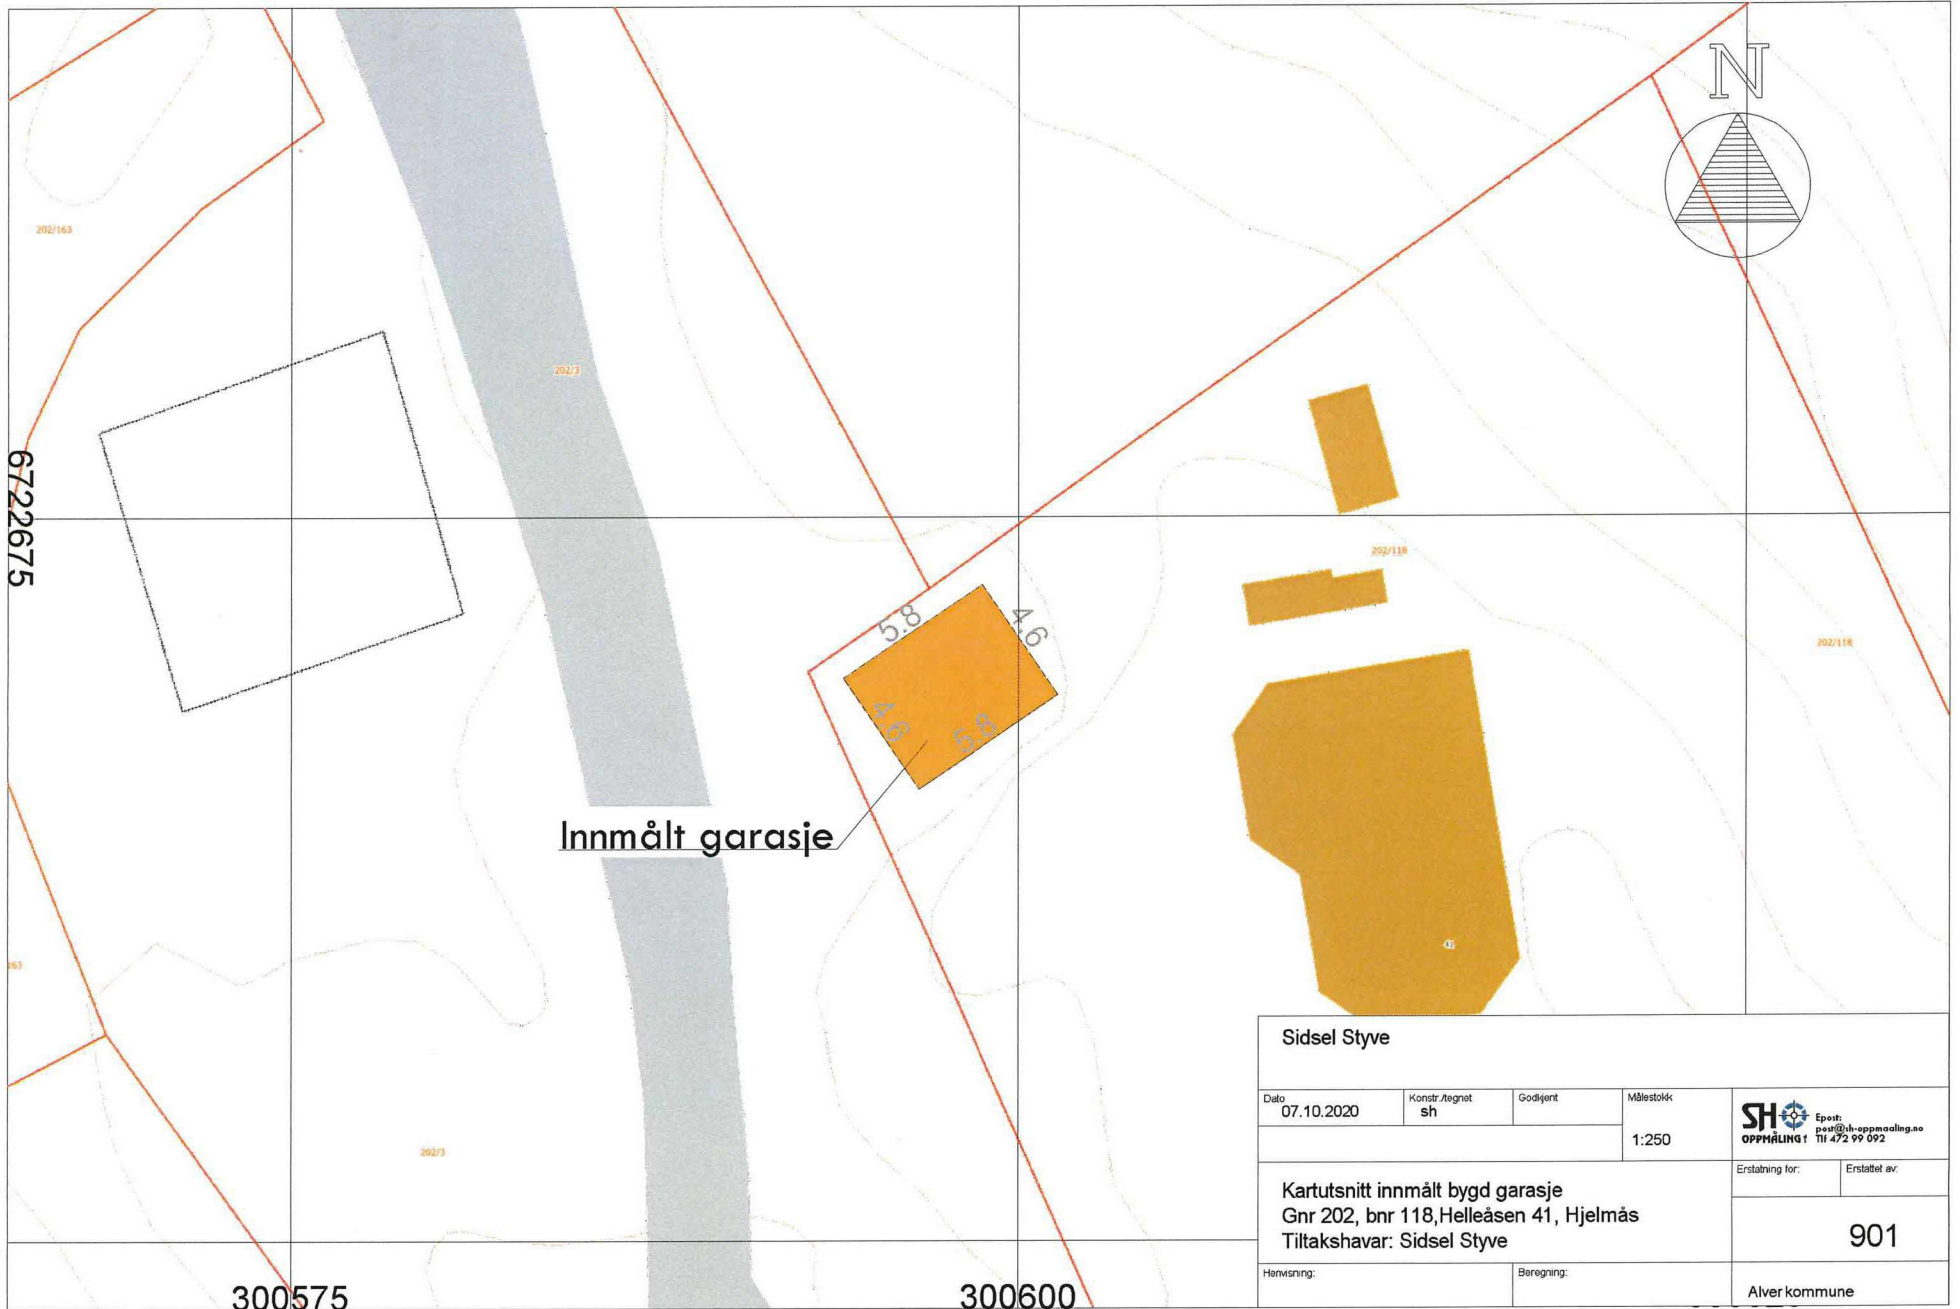 N
202/163
202/3
6722675
202/118
5.8
4.6
202/118
4.6
5.8
Innmålt garasje
41
163
202/3
300575
300600
Sidsel Styve
Dato
07.10.2020
Konstr./tegnet
sh
Godkjent
Målestokk
1:250
SH
OPPMÅLING
Epost:
post@sh-oppmaaling.no
Tlf 472 99 092
Erstatning for:
Erstattet av:
Kartutsnitt innmålt bygd garasje
Gnr 202, bnr 118,Helleåsen 41, Hjelmås
Tiltakshavar: Sidsel Styve
901
Henvisning:
Beregning:
Alver kommune